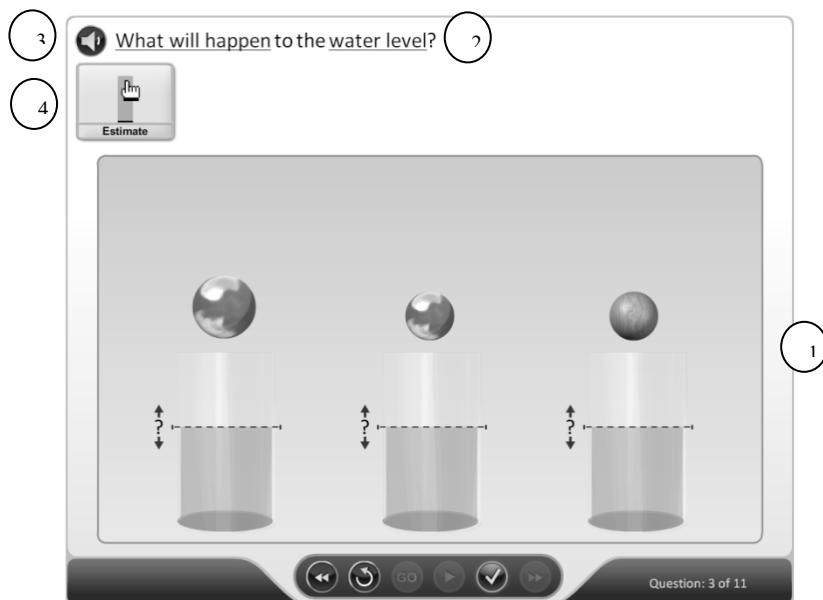 3
What will happen to the water level?
2
4
Estimate
1
? ? ?
GO
Question: 3 of 11